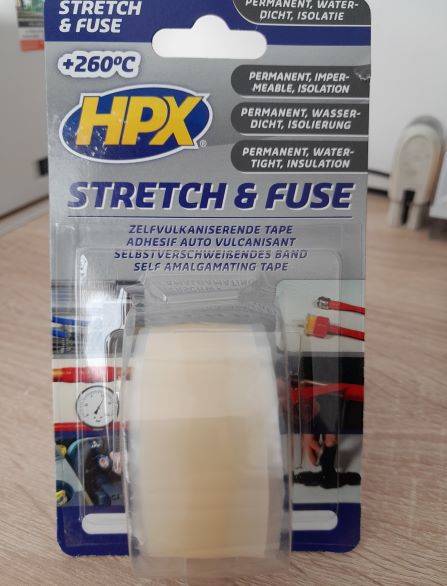 STRETCH
& FUSE
PERMANENT, WATER-
DICHT, ISOLATIE
+260ºC
PERMANENT, IMPER-
MEABLE, ISOLATION
HPX®
PERMANENT, WASSER-
DICHT, ISOLIERUNG
PERMANENT, WATER-
TIGHT, INSULATION
STRETCH & FUSE
ZELFVULKANISERENDE TAPE
ADHESIF AUTO VULCANISANT
SELBSTVERSCHWEIßENDES BAND
SELF AMALGAMATING TAPE